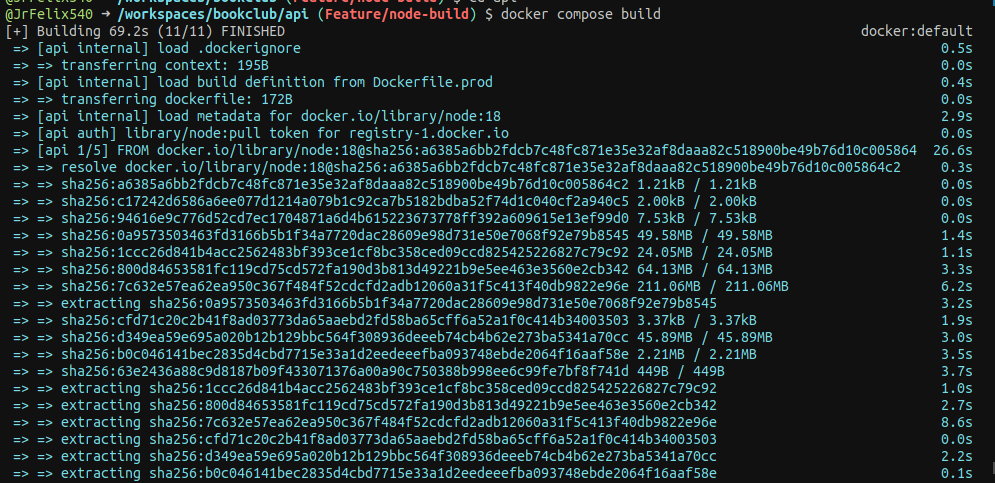 @JrFelix540 → /workspaces/bookclub/api (Feature/node-build) $ docker compose build
[+] Building 69.2s (11/11) FINISHED docker:default
=> [api internal] load .dockerignore 0.5s
=> => transferring context: 195B 0.0s
=> [api internal] load build definition from Dockerfile.prod 0.4s
=> => transferring dockerfile: 172B 0.0s
=> [api internal] load metadata for docker.io/library/node:18 2.9s
=> [api auth] library/node:pull token for registry-1.docker.io 0.0s
=> [api 1/5] FROM docker.io/library/node:18@sha256:a6385a6bb2fdcb7c48fc871e35e32af8daaa82c518900be49b76d10c005864 26.6s
=> => resolve docker.io/library/node:18@sha256:a6385a6bb2fdcb7c48fc871e35e32af8daaa82c518900be49b76d10c005864c2 0.3s
=> => sha256:a6385a6bb2fdcb7c48fc871e35e32af8daaa82c518900be49b76d10c005864c2 1.21kB / 1.21kB 0.0s
=> => sha256:c17242d6586a6ee077d1214a079b1c92ca7b5182bdba52f74d1c040cf2a940c5 2.00kB / 2.00kB 0.0s
=> => sha256:94616e9c776d52cd7ec1704871a6d4b615223673778ff392a609615e13ef99d0 7.53kB / 7.53kB 0.0s
=> => sha256:0a9573503463fd3166b5b1f34a7720dac28609e98d731e50e7068f92e79b8545 49.58MB / 49.58MB 1.4s
=> => sha256:1ccc26d841b4acc2562483bf393ce1cf8bc358ced09ccd825425226827c79c92 24.05MB / 24.05MB 1.1s
=> => sha256:800d84653581fc119cd75cd572fa190d3b813d49221b9e5ee463e3560e2cb342 64.13MB / 64.13MB 3.3s
=> => sha256:7c632e57ea62ea950c367f484f52cdcfd2adb12060a31f5c413f40db9822e96e 211.06MB / 211.06MB 6.2s
=> => extracting sha256:0a9573503463fd3166b5b1f34a7720dac28609e98d731e50e7068f92e79b8545 3.2s
=> => sha256:cfd71c20c2b41f8ad03773da65aaebd2fd58ba65cff6a52a1f0c414b34003503 3.37kB / 3.37kB 1.9s
=> => sha256:d349ea59e695a020b12b129bbc564f308936deeeb74cb4b62e273ba5341a70cc 45.89MB / 45.89MB 3.0s
=> => sha256:b0c046141bec2835d4cbd7715e33a1d2eedeeefba093748ebde2064f16aaf58e 2.21MB / 2.21MB 3.5s
=> => sha256:63e2436a88c9d8187b09f433071376a00a90c750388b998ee6c99fe7bf8f741d 449B / 449B 3.7s
=> => extracting sha256:1ccc26d841b4acc2562483bf393ce1cf8bc358ced09ccd825425226827c79c92 1.0s
=> => extracting sha256:800d84653581fc119cd75cd572fa190d3b813d49221b9e5ee463e3560e2cb342 2.7s
=> => extracting sha256:7c632e57ea62ea950c367f484f52cdcfd2adb12060a31f5c413f40db9822e96e 8.6s
=> => extracting sha256:cfd71c20c2b41f8ad03773da65aaebd2fd58ba65cff6a52a1f0c414b34003503 0.0s
=> => extracting sha256:d349ea59e695a020b12b129bbc564f308936deeeb74cb4b62e273ba5341a70cc 2.2s
=> => extracting sha256:b0c046141bec2835d4cbd7715e33a1d2eedeeefba093748ebde2064f16aaf58e 0.1s